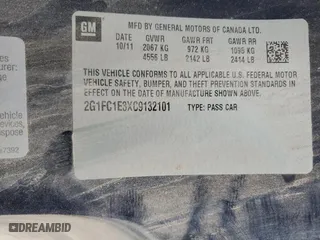 GM
MFD BY GENERAL MOTORS OF CANADA LTD.
10/11 GVWR GAWR FRT GAWR RR
2067 KG 972 KG 1095 KG
4556 LB 2142 LB 2414 LB
THIS VEHICLE CONFORMS TO ALL APPLICABLE U.S. FEDERAL MOTOR
VEHICLE SAFETY, BUMPER, AND THEFT PREVENTION
STANDARDS IN EFFECT ON THE
DATE OF MANUFACTURE SHOWN ABOVE.
2G1FC1E3XC9132101 TYPE: PASS CAR
DREAMBID